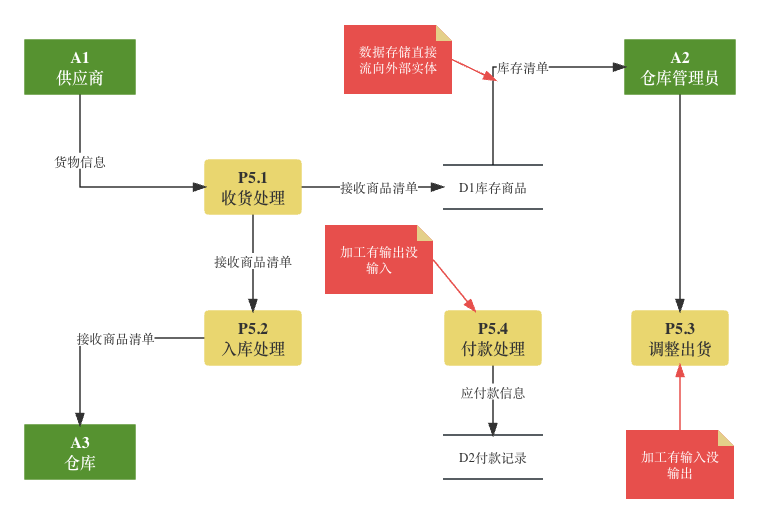 A1
供应商
数据存储直接
流向外部实体
库存清单
A2
仓库管理员
货物信息
P5.1
收货处理
接收商品清单
D1库存商品
接收商品清单
加工有输出没
输入
接收商品清单
P5.2
入库处理
P5.4
付款处理
P5.3
调整出货
应付款信息
A3
仓库
D2付款记录
加工有输入没
输出